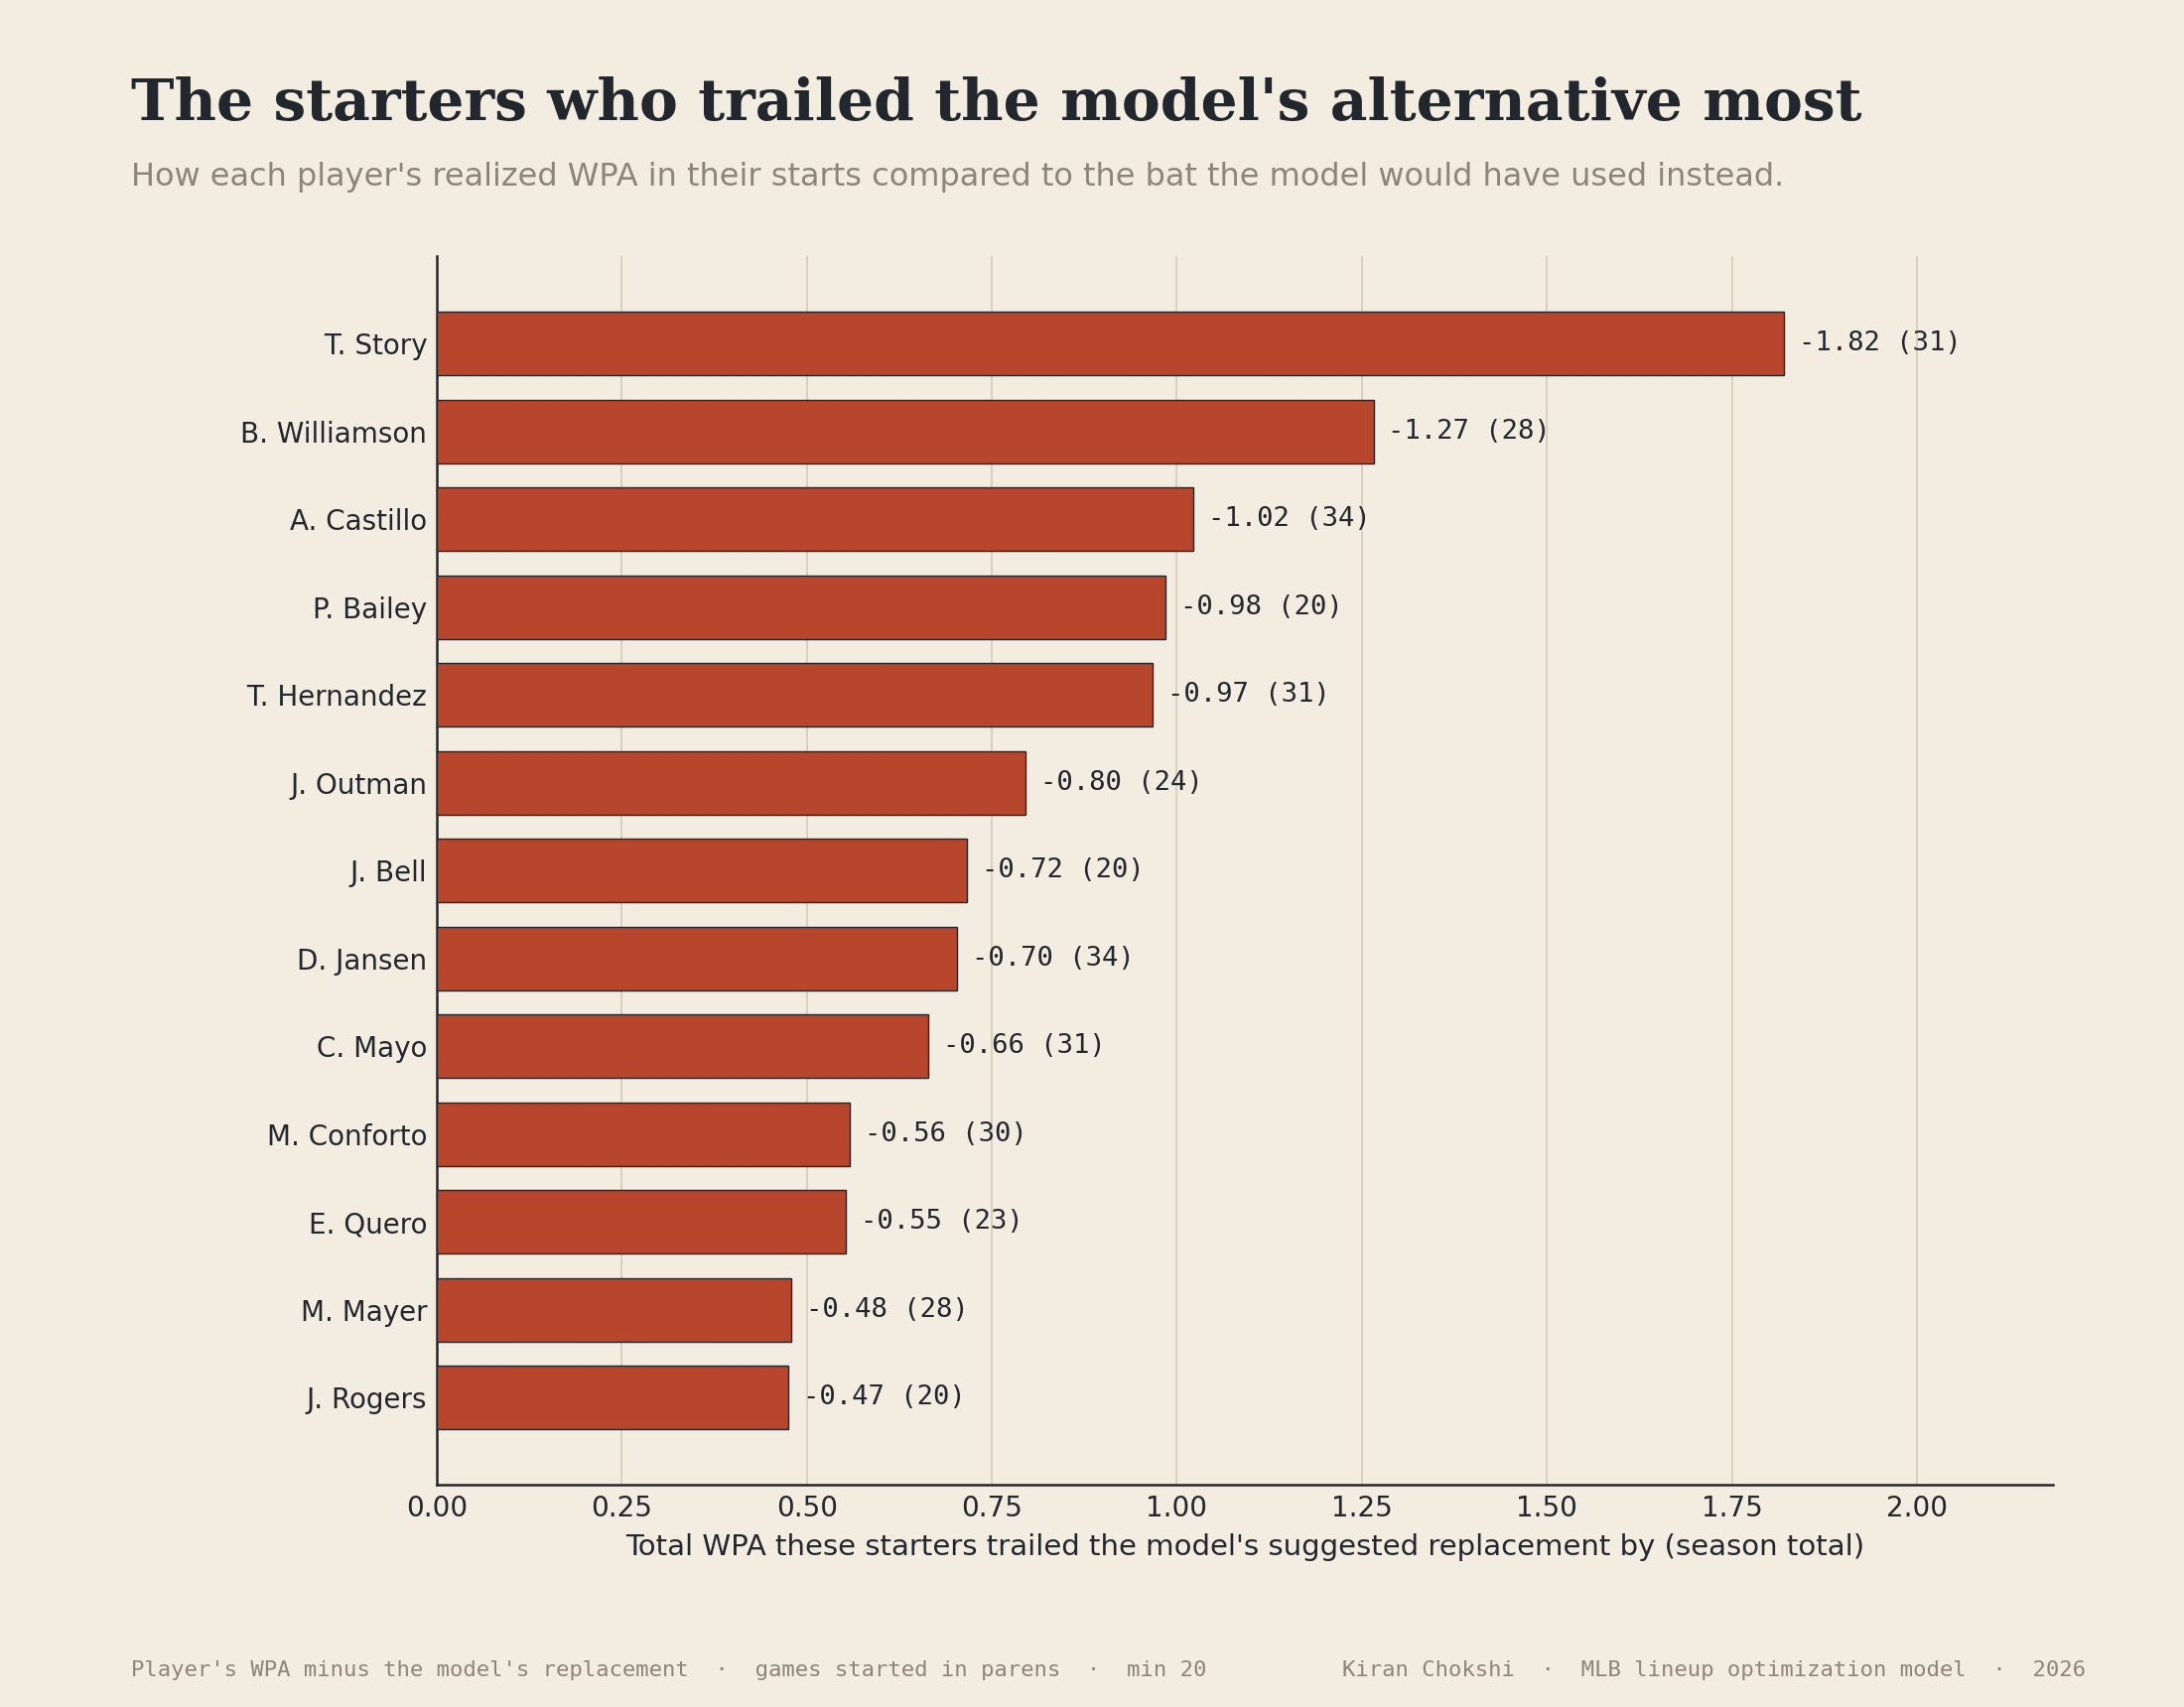 The starters who trailed the model's alternative most
How each player's realized WPA in their starts compared to the bat the model would have used instead.
T. Story -1.82 (31)
B. Williamson -1.27 (28)
A. Castillo -1.02 (34)
P. Bailey -0.98 (20)
T. Hernandez -0.97 (31)
J. Outman -0.80 (24)
J. Bell -0.72 (20)
D. Jansen -0.70 (34)
C. Mayo -0.66 (31)
M. Conforto -0.56 (30)
E. Quero -0.55 (23)
M. Mayer -0.48 (28)
J. Rogers -0.47 (20)
0.00 0.25 0.50 0.75 1.00 1.25 1.50 1.75 2.00
Total WPA these starters trailed the model's suggested replacement by (season total)
Player's WPA minus the model's replacement · games started in parens · min 20 Kiran Chokshi · MLB lineup optimization model · 2026